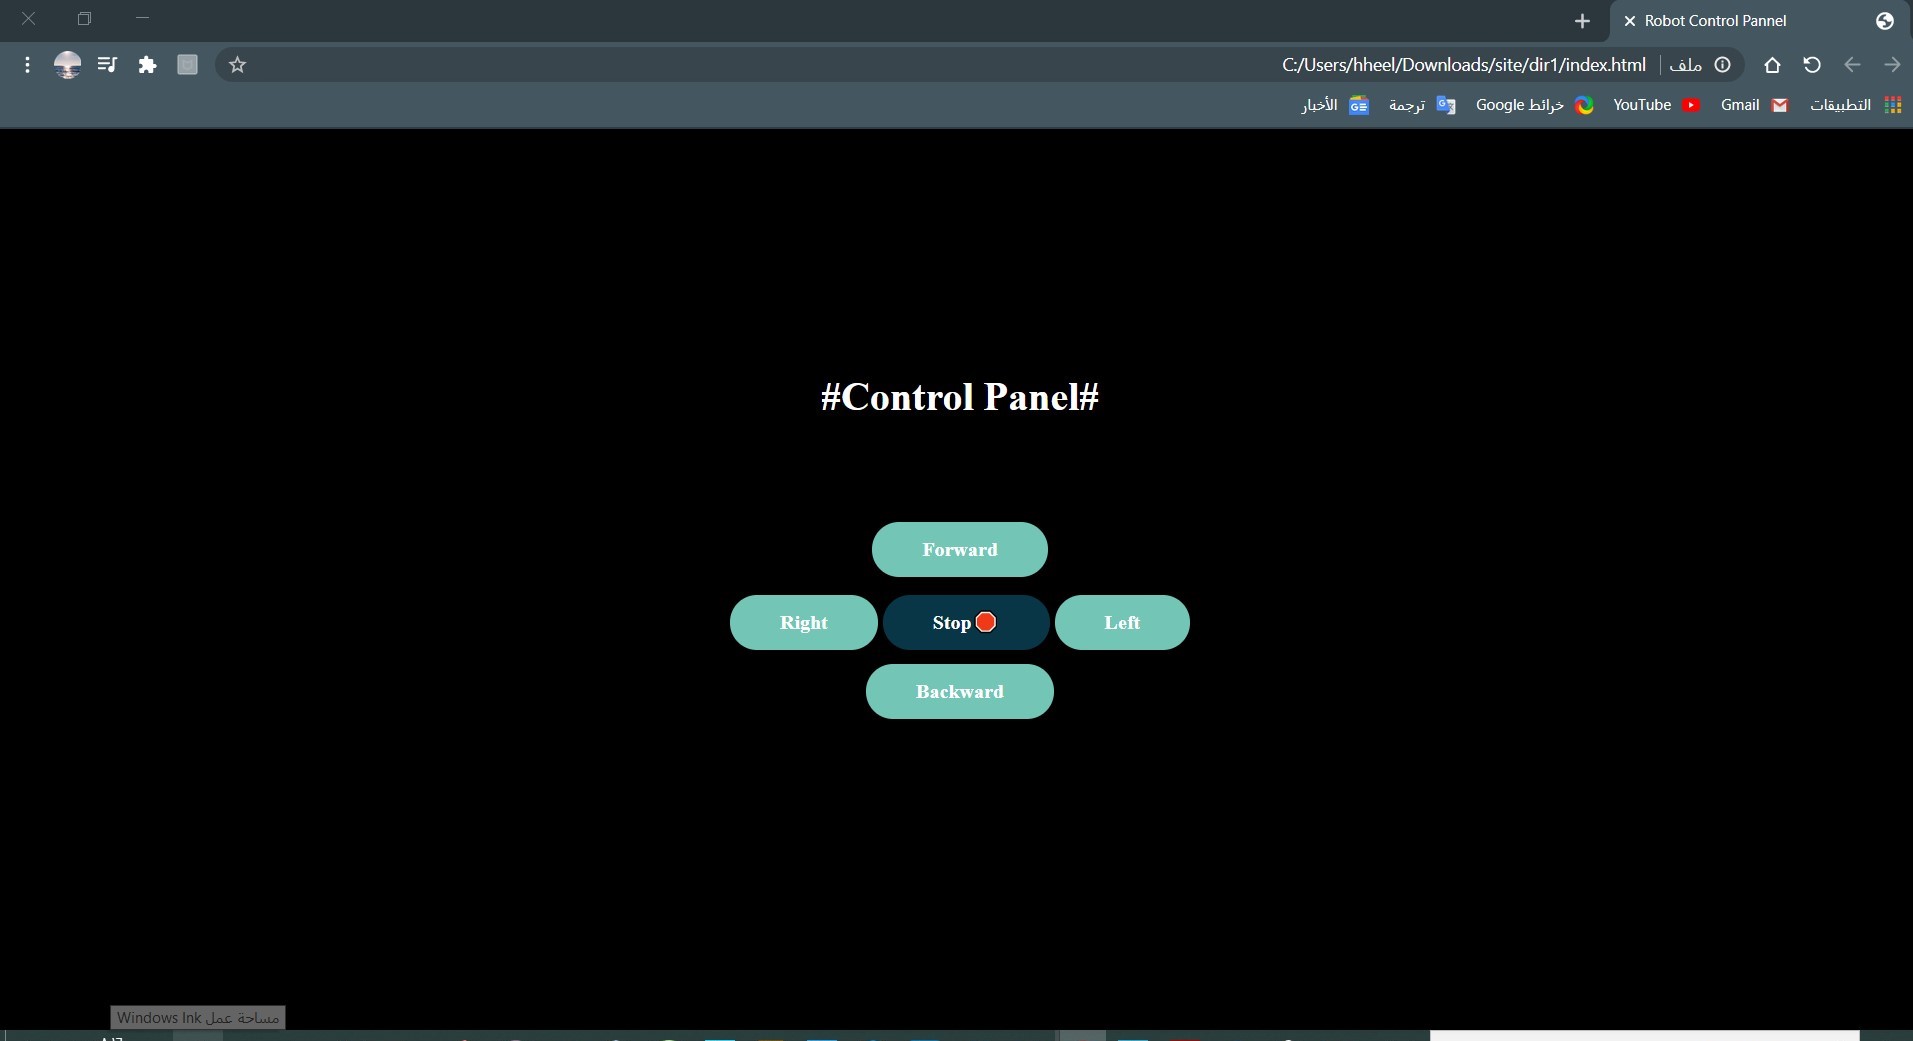 Robot Control Pannel
ملف C:/Users/hheel/Downloads/site/dir1/index.html
التطبيقات Gmail YouTube خرائط Google ترجمة الأخبار
#Control Panel#
Forward
Right Stop Left
Backward
مساحة عمل Windows Ink